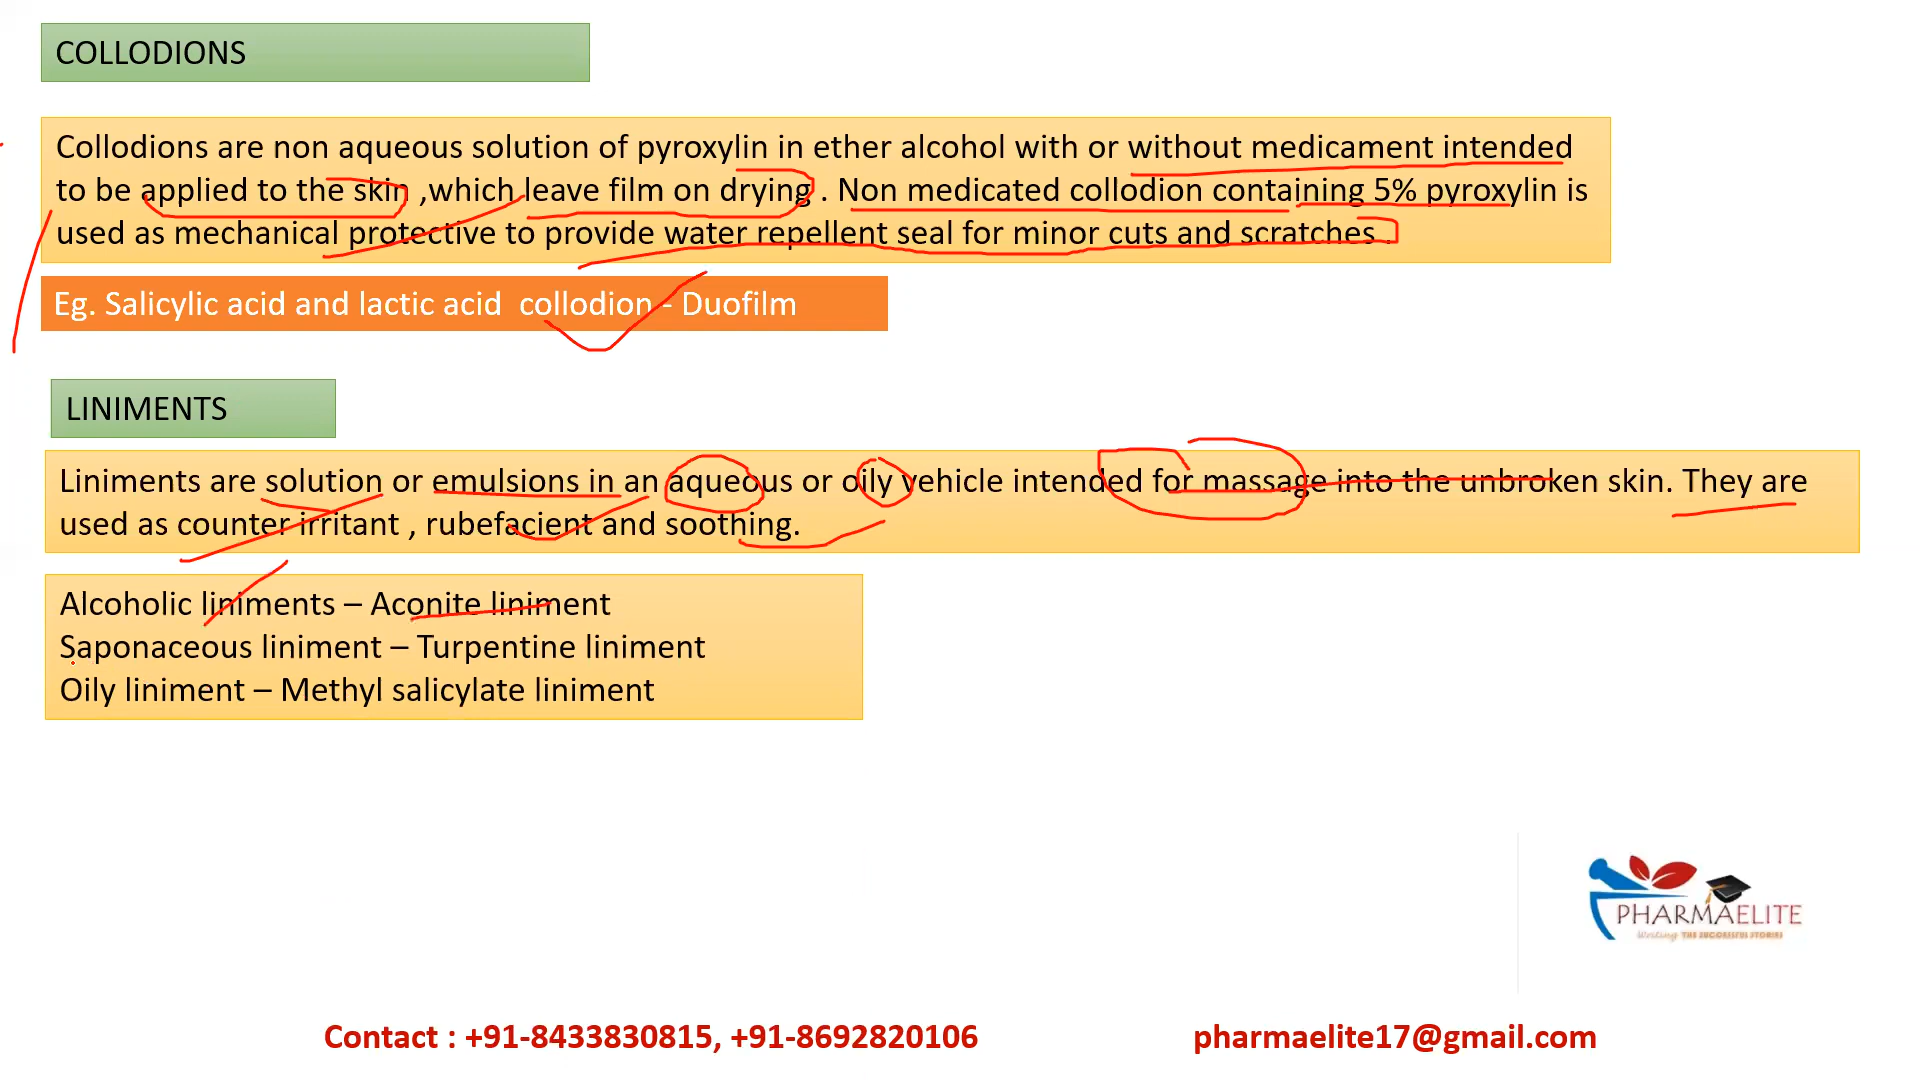 COLLODIONS
Collodions are non aqueous solution of pyroxylin in ether alcohol with or without medicament intended
to be applied to the skin ,which leave film on drying . Non medicated collodion containing 5% pyroxylin is
used as mechanical protective to provide water repellent seal for minor cuts and scratches .
Eg. Salicylic acid and lactic acid collodion - Duofilm
LINIMENTS
Liniments are solution or emulsions in an aqueous or oily vehicle intended for massage into the unbroken skin. They are
used as counter irritant , rubefacient and soothing.
Alcoholic liniments – Aconite liniment
Saponaceous liniment – Turpentine liniment
Oily liniment – Methyl salicylate liniment
PHARMAELITE
Writing THE SUCCESSFUL STORIES
Contact : +91-8433830815, +91-8692820106
pharmaelite17@gmail.com